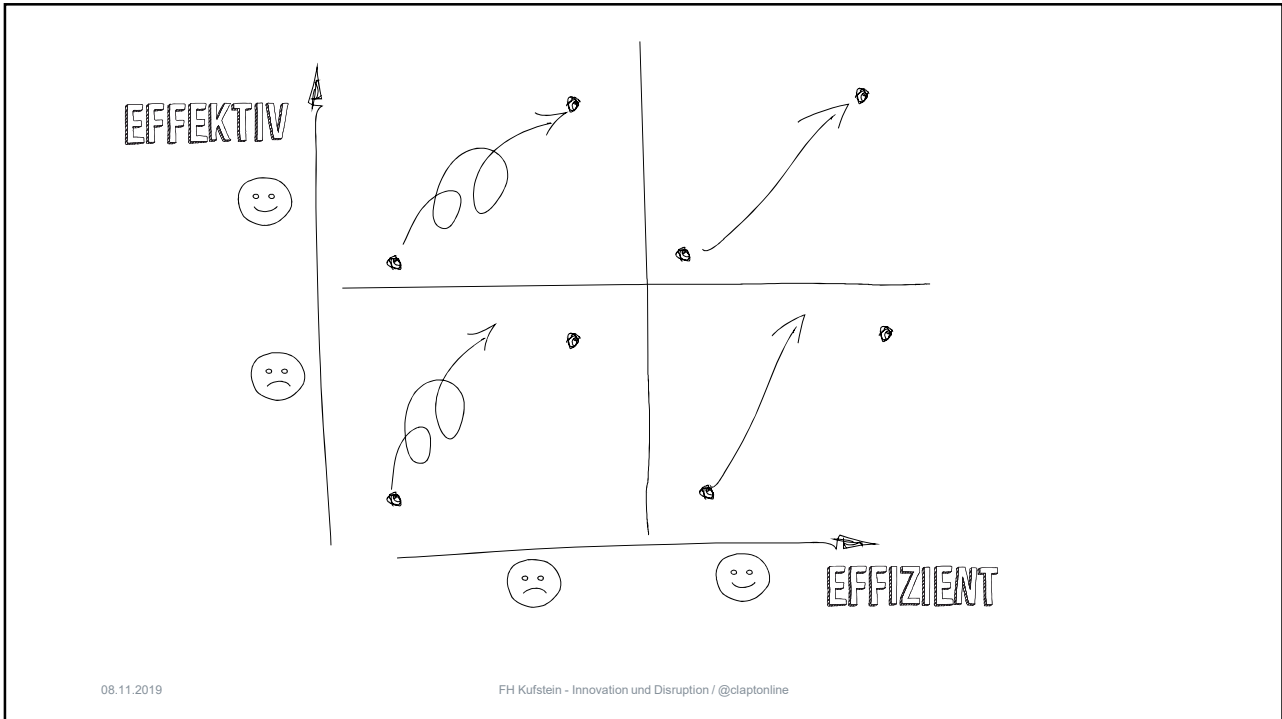 EFFEKTIV
EFFIZIENT
08.11.2019
FH Kufstein - Innovation und Disruption / @claptonline